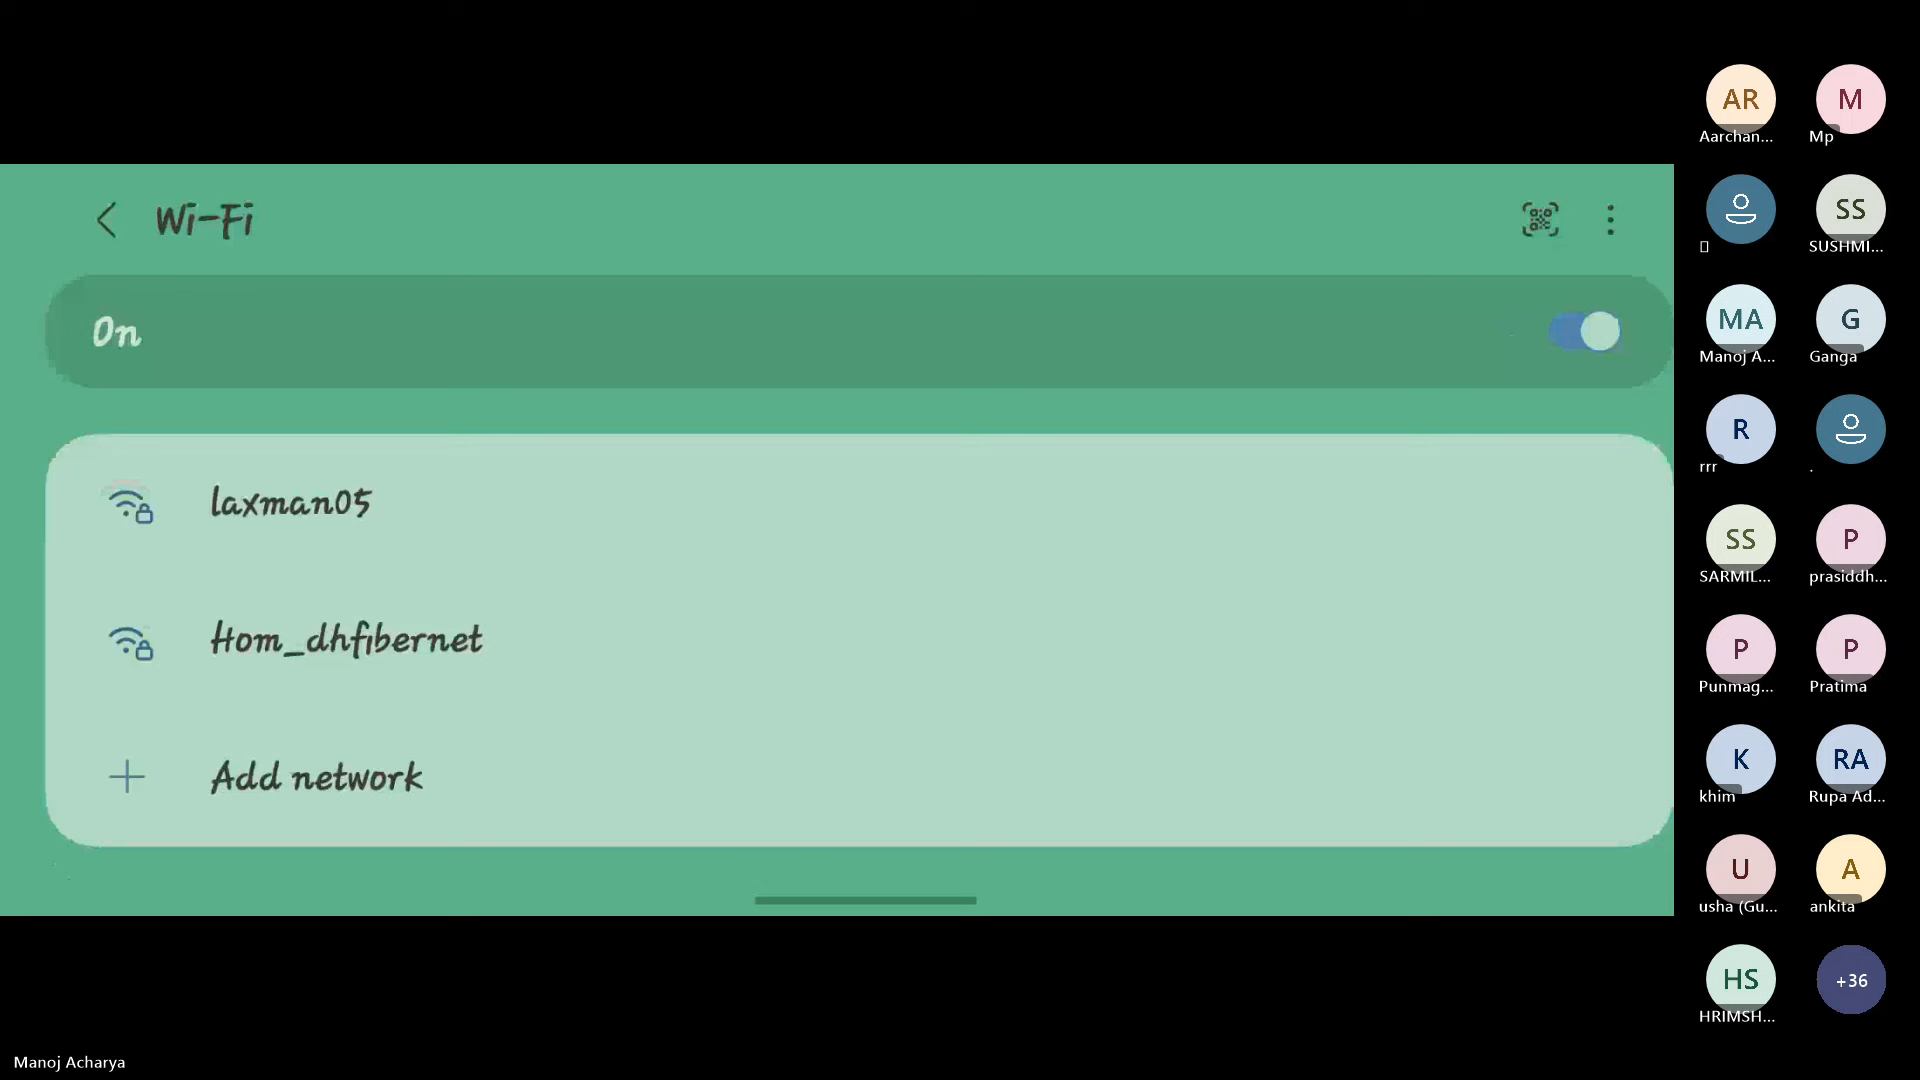 Wi-Fi
On
laxman05
Hom_dhfibernet
Add network
AR
Aarchan...
M
Mp
SS
SUSHMI...
MA
Manoj A...
G
Ganga
R
rrr
.
SS
SARMIL...
P
prasiddh...
P
Punmag...
P
Pratima
K
khim
RA
Rupa Ad...
U
usha (Gu...
A
ankita
HS
HRIMSH...
+36
Manoj Acharya